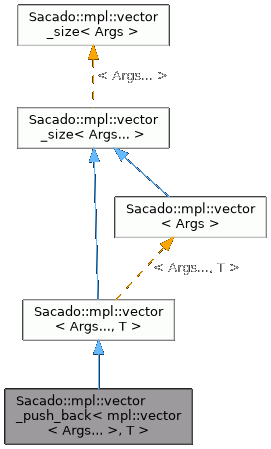 Sacado::mpl::vector
_size< Args >
< Args... >
Sacado::mpl::vector
_size< Args... >
Sacado::mpl::vector
< Args >
< Args..., T >
Sacado::mpl::vector
< Args..., T >
Sacado::mpl::vector
_push_back< mpl::vector
< Args... >, T >